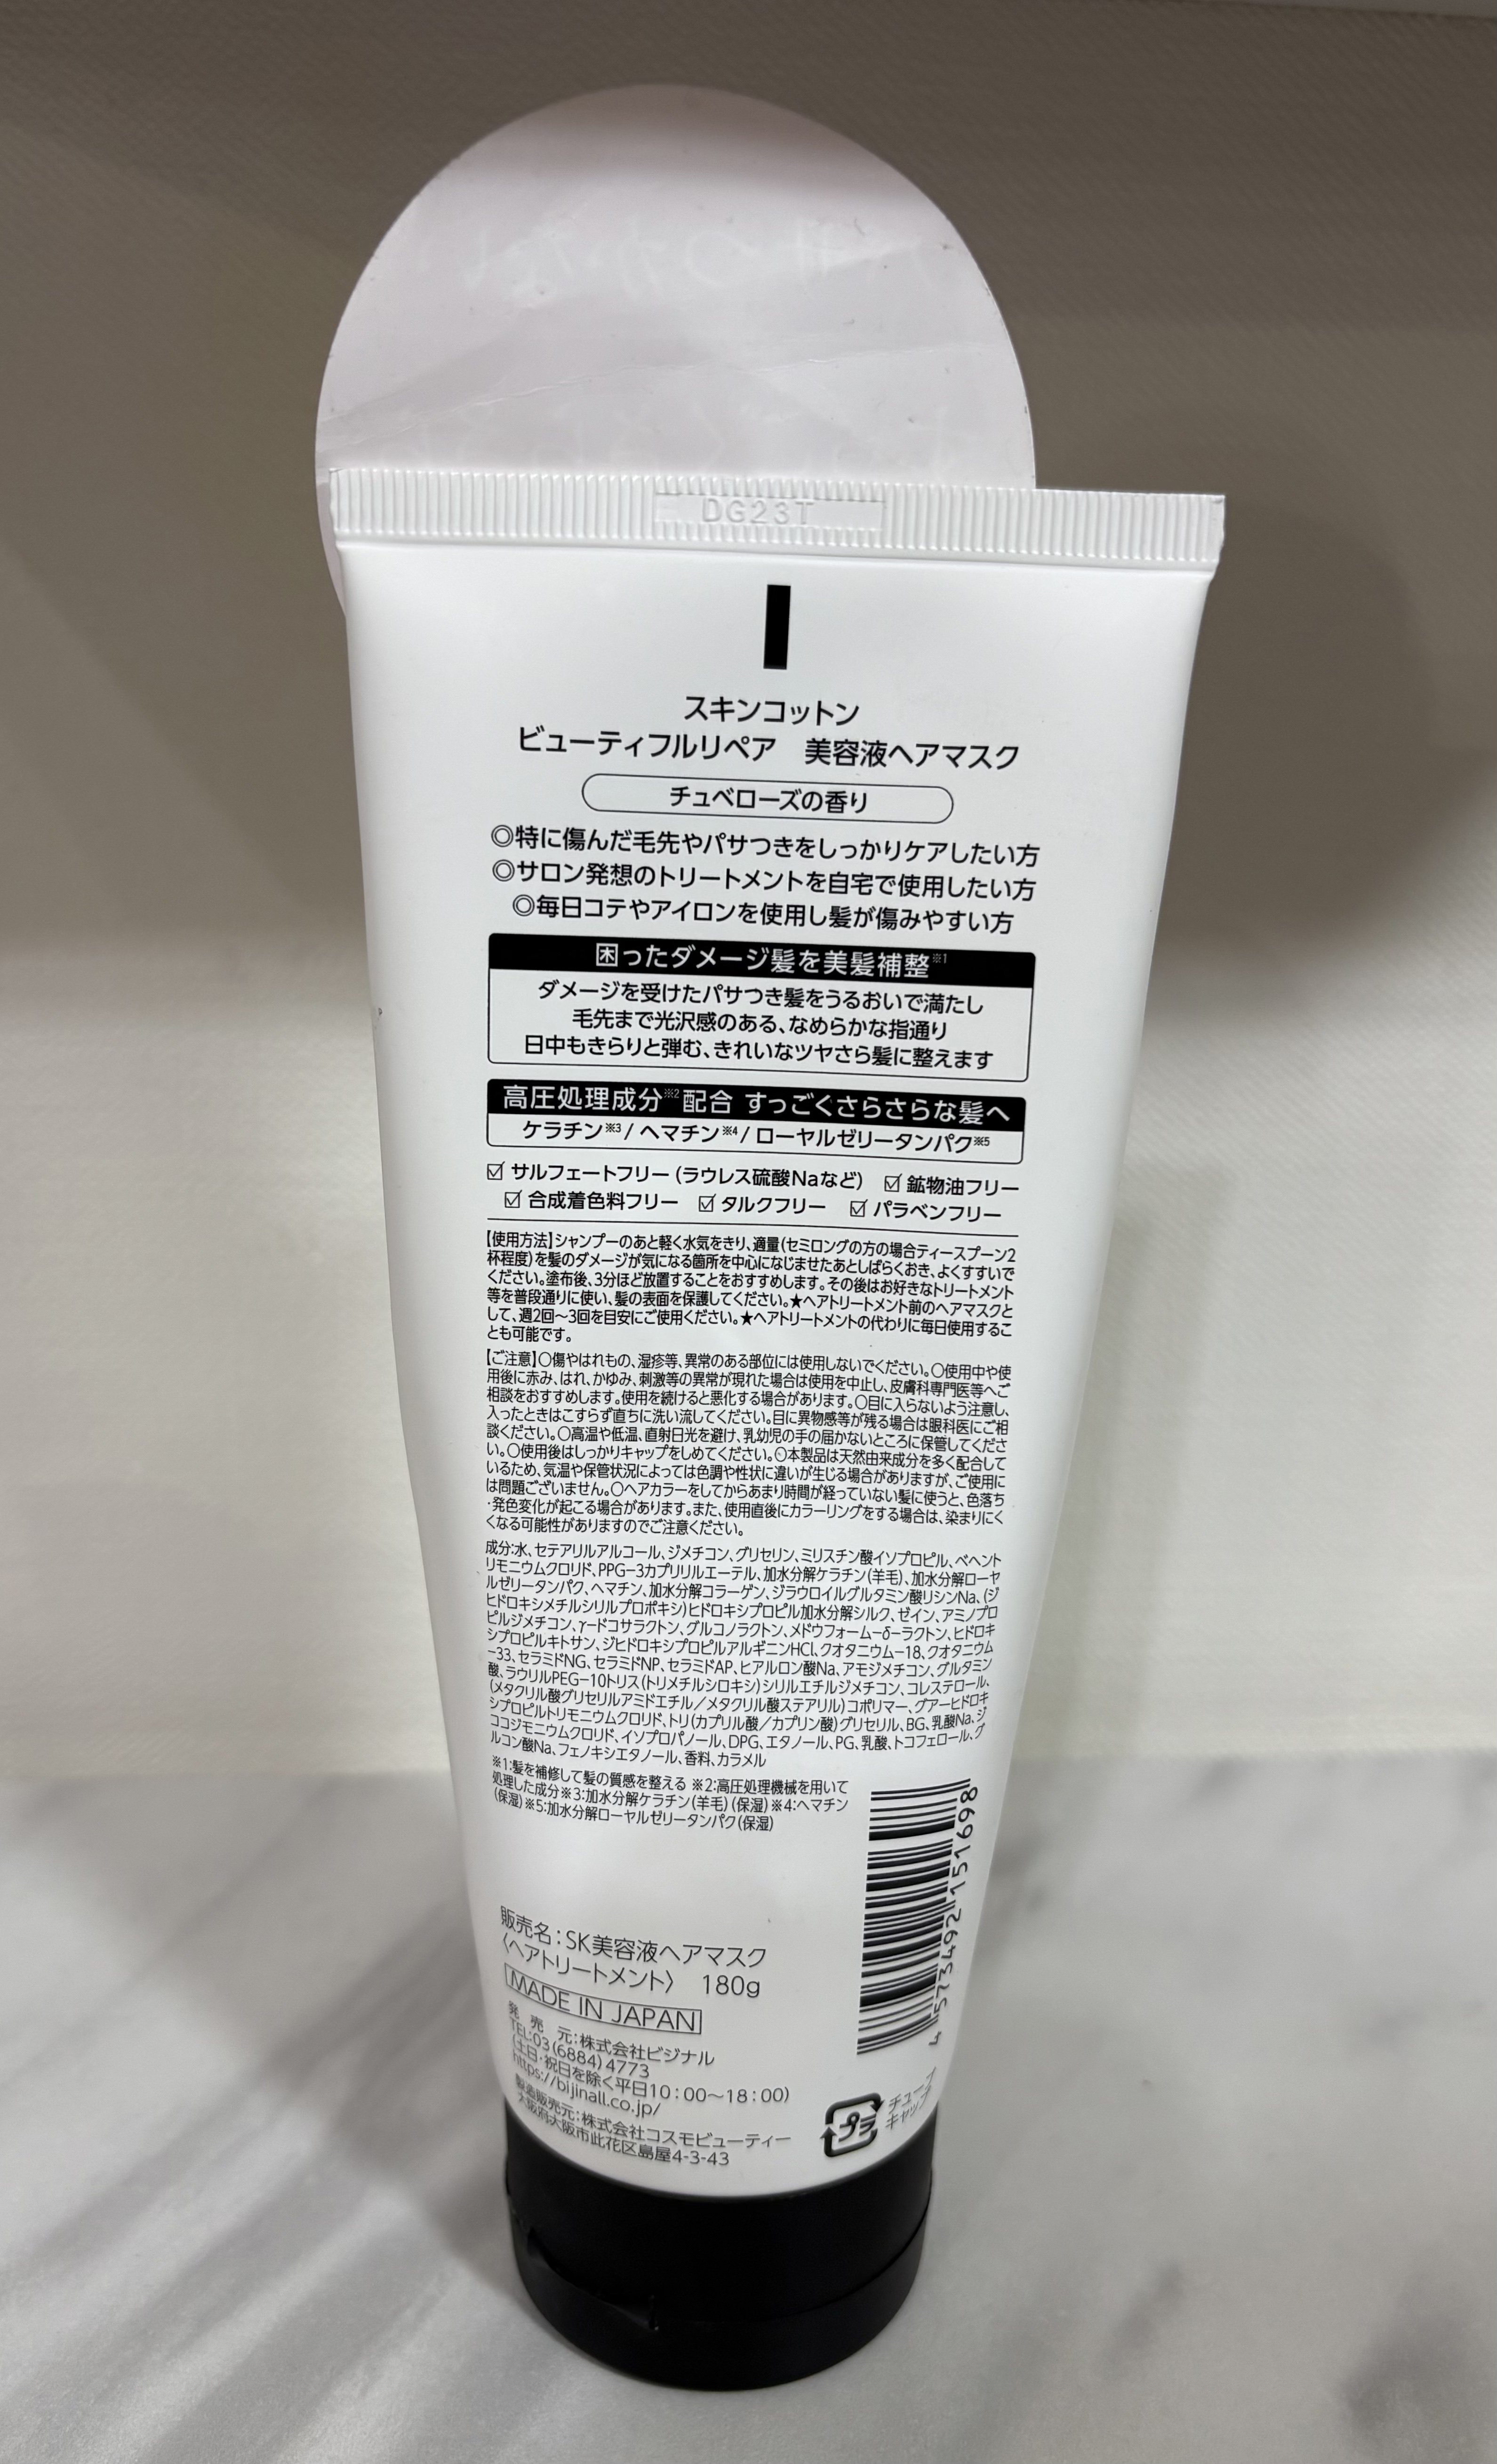 DG23T
スキンコットン
ビューティフルリペア 美容液ヘアマスク
チュベローズの香り
◎特に傷んだ毛先やパサつきをしっかりケアしたい方
◎サロン発想のトリートメントを自宅で使用したい方
◎毎日コテやアイロンを使用し髪が傷みやすい方
困ったダメージ髪を美髪補整※1
ダメージを受けたパサつき髪をうるおいで満たし
毛先まで光沢感のある、なめらかな指通り
日中もきらりと弾む、きれいなツヤさら髪に整えます
高圧処理成分※2配合 すっごくさらさらな髪へ
ケラチン※3/ ヘマチン※4/ ローヤルゼリータンパク※5
☑ サルフェートフリー(ラウレス硫酸Naなど) ☑ 鉱物油フリー
☑ 合成着色料フリー ☑ タルクフリー ☑ パラベンフリー
【使用方法】シャンプーのあと軽く水気をきり、適量(セミロングの方の場合ティースプーン2
杯程度)を髪のダメージが気になる箇所を中心になじませたあとしばらくおき、よくすすいで
ください。塗布後、3分ほど放置することをおすすめします。その後はお好きなトリートメント
等を普段通りに使い、髪の表面を保護してください。★ヘアトリートメント前のヘアマスクと
して、週2回〜3回を目安にご使用ください。★ヘアトリートメントの代わりに毎日使用するこ
とも可能です。
【ご注意】〇傷やはれもの、湿疹等、異常のある部位には使用しないでください。〇使用中や使
用後に赤み、はれ、かゆみ、刺激等の異常が現れた場合は使用を中止し、皮膚科専門医等へご
相談をおすすめします。使用を続けると悪化する場合があります。〇目に入らないよう注意し、
入ったときはこすらず直ちに洗い流してください。目に異物感等が残る場合は眼科医にご相
談ください。〇高温や低温、直射日光を避け、乳幼児の手の届かないところに保管してくださ
い。〇使用後はしっかりキャップをしめてください。〇本製品は天然由来成分を多く配合して
いるため、気温や保管状況によっては色調や性状に違いが生じる場合がありますが、ご使用に
は問題ございません。〇ヘアカラーをしてからあまり時間が経っていない髪に使うと、色落ち
・発色変化が起こる場合があります。また、使用直後にカラーリングをする場合は、染まりにく
くなる可能性がありますのでご注意ください。
成分:水、セテアリルアルコール、ジメチコン、グリセリン、ミリスチン酸イソプロピル、ベヘント
リモニウムクロリド、PPG-3カプリリルエーテル、加水分解ケラチン(羊毛)、加水分解ローヤ
ルゼリータンパク、ヘマチン、加水分解コラーゲン、ジラウロイルグルタミン酸リシンNa、(ジ
ヒドロキシメチルシリルプロポキシ)ヒドロキシプロピル加水分解シルク、ゼイン、アミノプロ
ピルジメチコン、γ-ドコサラクトン、グルコノラクトン、メドウフォーム-δ-ラクトン、ヒドロキ
シプロピルキトサン、ジヒドロキシプロピルアルギニンHCl、クオタニウム-18、クオタニウム
-33、セラミドNG、セラミドNP、セラミドAP、ヒアルロン酸Na、アモジメチコン、グルタミン
酸、ラウリルPEG-10トリス(トリメチルシロキシ)シリルエチルジメチコン、コレステロール、
(メタクリル酸グリセリルアミドエチル/メタクリル酸ステアリル)コポリマー、グアーヒドロキ
シプロピルトリモニウムクロリド、トリ(カプリル酸/カプリン酸)グリセリル、BG、乳酸Na、ジ
ココジモニウムクロリド、イソプロパノール、DPG、エタノール、PG、乳酸、トコフェロール、グ
ルコン酸Na、フェノキシエタノール、香料、カラメル
※1:髪を補修して髪の質感を整える ※2:高圧処理機械を用いて
処理した成分※3:加水分解ケラチン(羊毛)(保湿)※4:ヘマチン
(保湿)※5:加水分解ローヤルゼリータンパク(保湿)
4573492151698
販売名:SK美容液ヘアマスク
〈ヘアトリートメント〉 180g
MADE IN JAPAN
発 売 元:株式会社ビジナル
TEL:03(6884)4773
(土日・祝日を除く平日10:00〜18:00)
https://bijinall.co.jp/
製造販売元:株式会社コスモビューティー
大阪府大阪市此花区島屋4-3-43
プラ
チューブ
キャップ